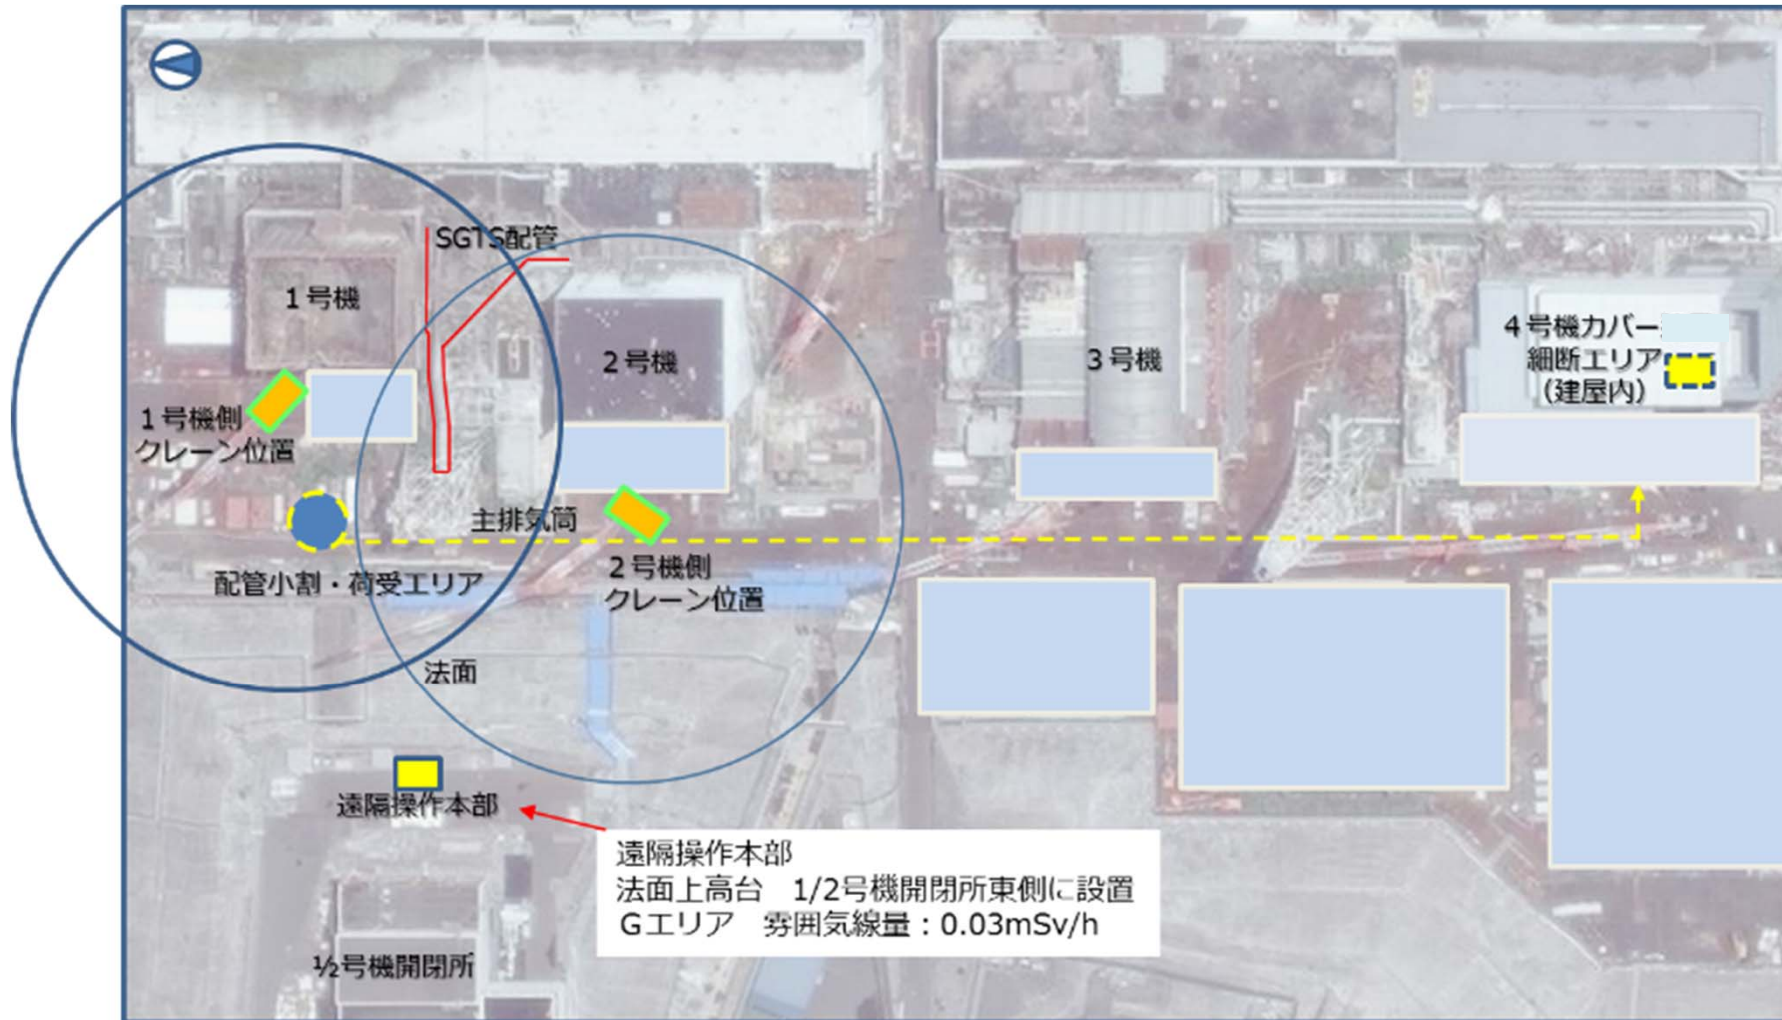 SGTS配管
1号機
2号機
3号機
4号機カバー
細断エリア
(建屋内)
1号機側
クレーン位置
主排気筒
配管小割・荷受エリア
2号機側
クレーン位置
法面
遠隔操作本部
遠隔操作本部
法面上高台 1/2号機開閉所東側に設置
Gエリア 雰囲気線量:0.03mSv/h
½号機開閉所